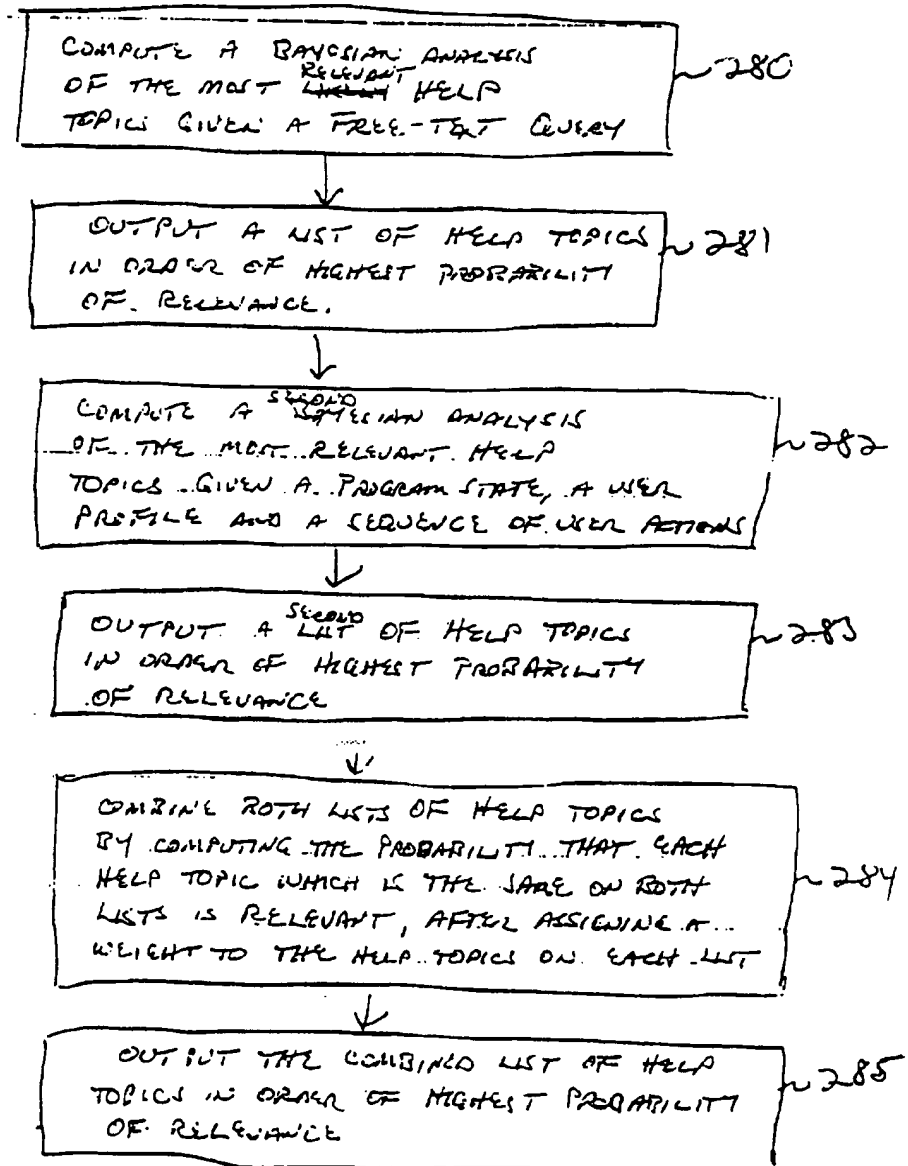 COMPUTE A BAYESIAN ANALYSIS
RELEVANT
OF THE MOST HELP
TOPICS GIVEN A FREE-TEXT QUERY
280
OUTPUT A LIST OF HELP TOPICS
IN ORDER OF HIGHEST PROBABILITY
OF RELEVANCE.
281
SECOND
COMPUTE A BAYESIAN ANALYSIS
OF THE MOST RELEVANT HELP
TOPICS GIVEN A PROGRAM STATE, A USER
PROFILE AND A SEQUENCE OF USER ACTIONS
282
SECOND
OUTPUT A LIST OF HELP TOPICS
IN ORDER OF HIGHEST PROBABILITY
OF RELEVANCE
283
COMBINE BOTH LISTS OF HELP TOPICS
BY COMPUTING THE PROBABILITY THAT EACH
HELP TOPIC WHICH IS THE SAME ON BOTH
LISTS IS RELEVANT, AFTER ASSIGNING A
WEIGHT TO THE HELP TOPICS ON EACH LIST
284
OUTPUT THE COMBINED LIST OF HELP
TOPICS IN ORDER OF HIGHEST PROBABILITY
OF RELEVANCE
285